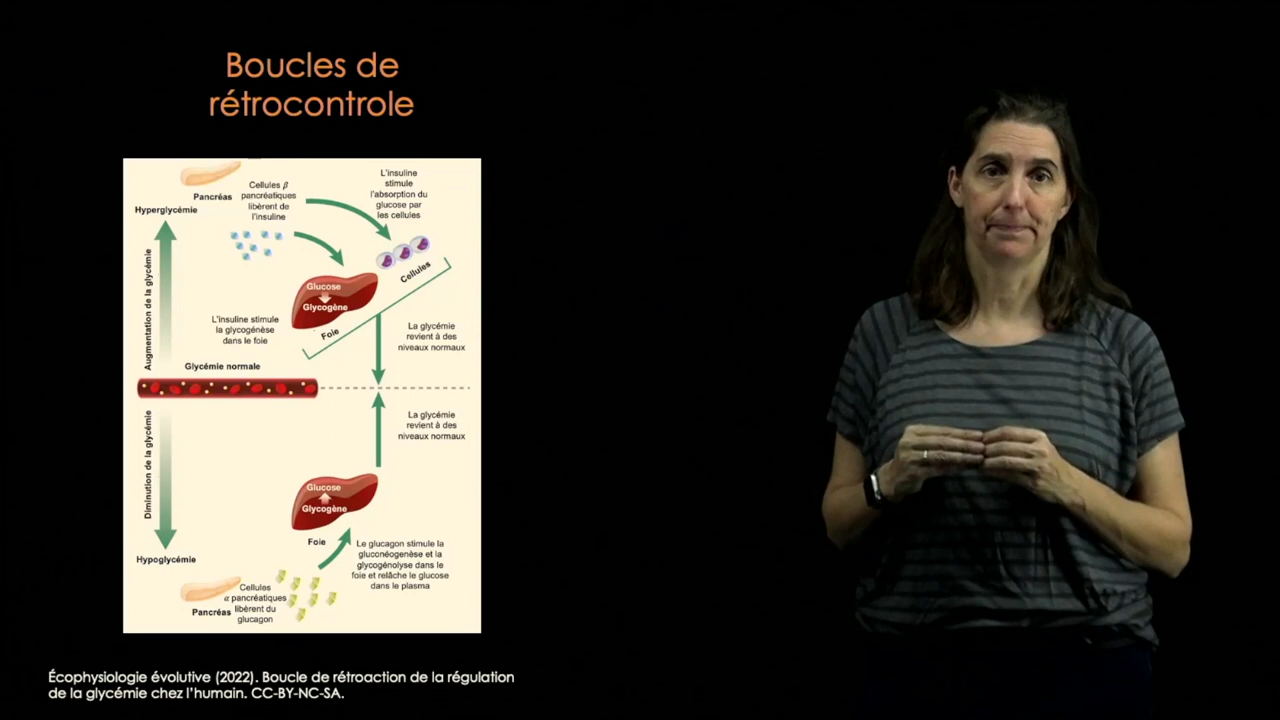 Boucles de
rétrocontrole
Pancréas
Hyperglycémie
Cellules β
pancréatiques
libèrent de
l'insuline
L'insuline
stimule
l'absorption du
glucose par
les cellules
Augmentation de la glycémie
Glucose
Glycogène
Cellules
Foie
L'insuline stimule
la glycogénèse
dans le foie
La glycémie
revient à des
niveaux normaux
Glycémie normale
Diminution de la glycémie
La glycémie
revient à des
niveaux normaux
Glucose
Glycogène
Foie
Hypoglycémie
Le glucagon stimule la
gluconéogenèse et la
glycogénolyse dans le
foie et relâche le glucose
dans le plasma
Pancréas
Cellules
α pancréatiques
libèrent du
glucagon
Écophysiologie évolutive (2022). Boucle de rétroaction de la régulation
de la glycémie chez l'humain. CC-BY-NC-SA.